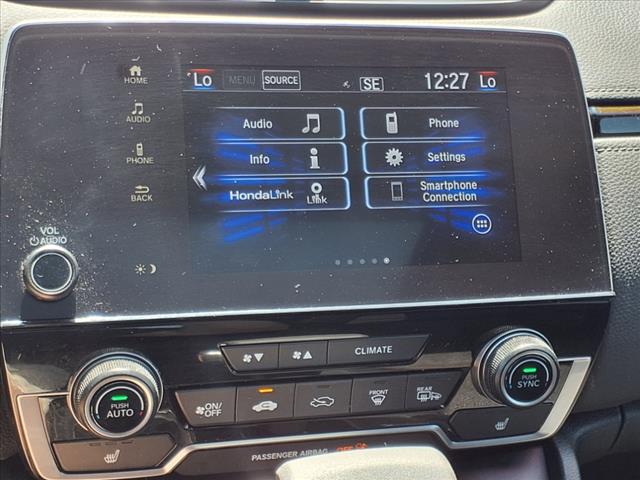 Lo MENU SOURCE SE 12:27 Lo
HOME
AUDIO
PHONE
BACK
Audio
Phone
Info
i
Settings
HondaLink
Link
Smartphone
Connection
VOL
AUDIO
CLIMATE
PUSH
AUTO
ON/
OFF
FRONT
REAR
PUSH
SYNC
PASSENGER AIRBAG OFF